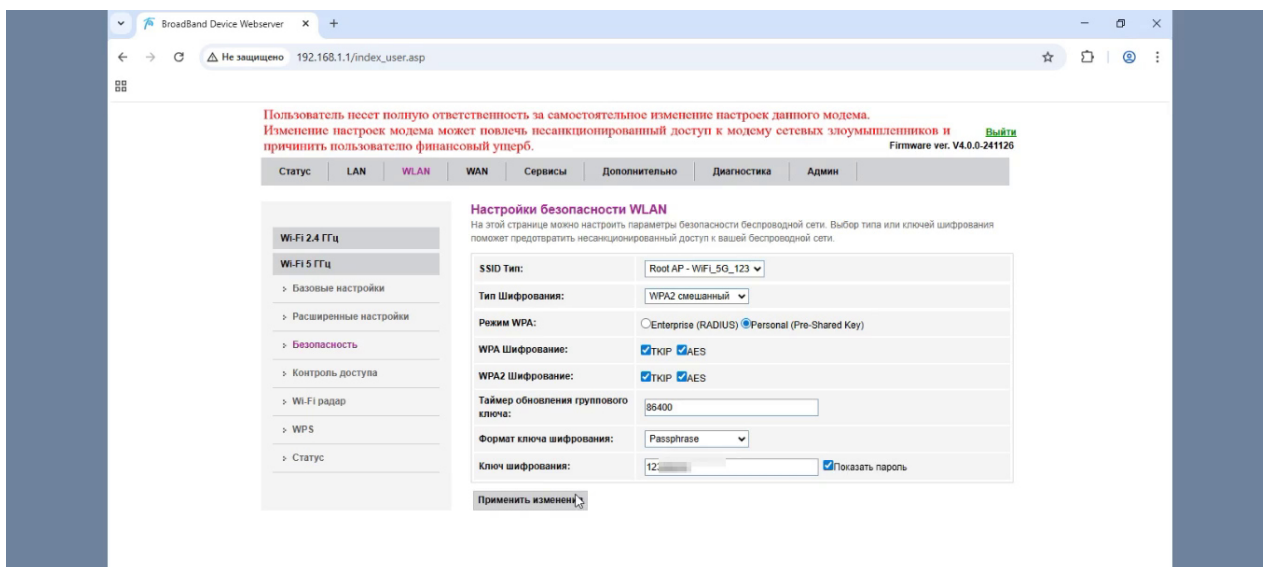 BroadBand Device Webserver
Не защищено 192.168.1.1/index_user.asp
Пользователь несет полную ответственность за самостоятельное изменение настроек данного модема.
Изменение настроек модема может повлечь несанкционированный доступ к модему сетевых злоумышленников и
причинить пользователю финансовый ущерб.
Выйти
Firmware ver. V4.0.0-241126
Статус LAN WLAN WAN Сервисы Дополнительно Диагностика Админ
Wi-Fi 2.4 ГГц
Wi-Fi 5 ГГц
Базовые настройки
Расширенные настройки
Безопасность
Контроль доступа
Wi-Fi радар
WPS
Статус
Настройки безопасности WLAN
На этой странице можно настроить параметры безопасности беспроводной сети. Выбор типа или ключей шифрования
поможет предотвратить несанкционированный доступ к вашей беспроводной сети.
SSID Тип: Root AP - WiFi_5G_123
Тип Шифрования: WPA2 смешанный
Режим WPA: Enterprise (RADIUS) Personal (Pre-Shared Key)
WPA Шифрование: TKIP AES
WPA2 Шифрование: TKIP AES
Таймер обновления группового
ключа: 86400
Формат ключа шифрования: Passphrase
Ключ шифрования: Показать пароль
Применить изменения